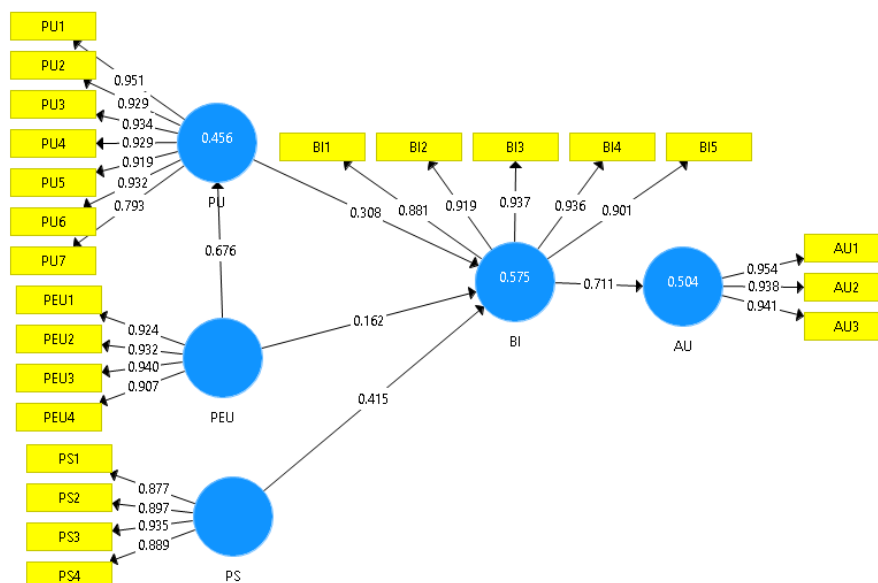 PU1
PU2
PU3
PU4
PU5
PU6
PU7
0.951
0.929
0.934
0.929
0.919
0.932
0.793
0.456
PU
BI1
BI2
BI3
BI4
BI5
0.881
0.919
0.937
0.936
0.901
0.308
0.676
0.575
BI
0.711
0.504
AU
0.954
0.938
0.941
AU1
AU2
AU3
PEU1
PEU2
PEU3
PEU4
0.924
0.932
0.940
0.907
PEU
0.162
0.415
PS1
PS2
PS3
PS4
0.877
0.897
0.935
0.889
PS